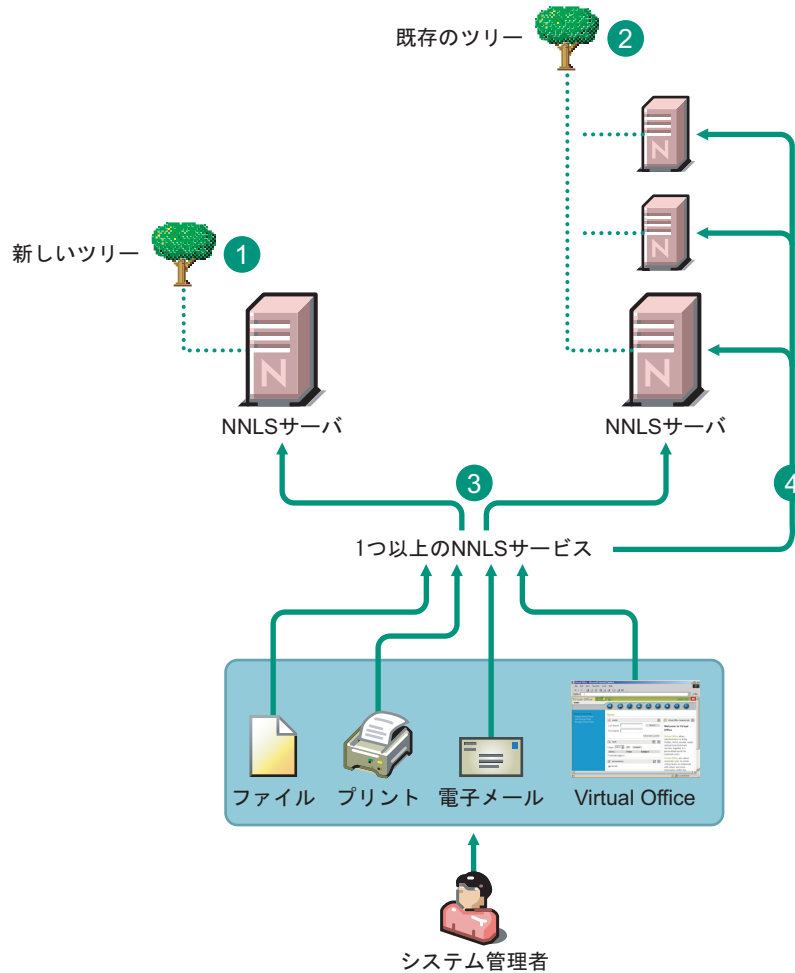 既存のツリー
2
N
N
新しいツリー
1
N
N
NNLSサーバ
NNLSサーバ
3
4
1つ以上のNNLSサービス
ファイル
プリント
電子メール
Virtual Office
システム管理者